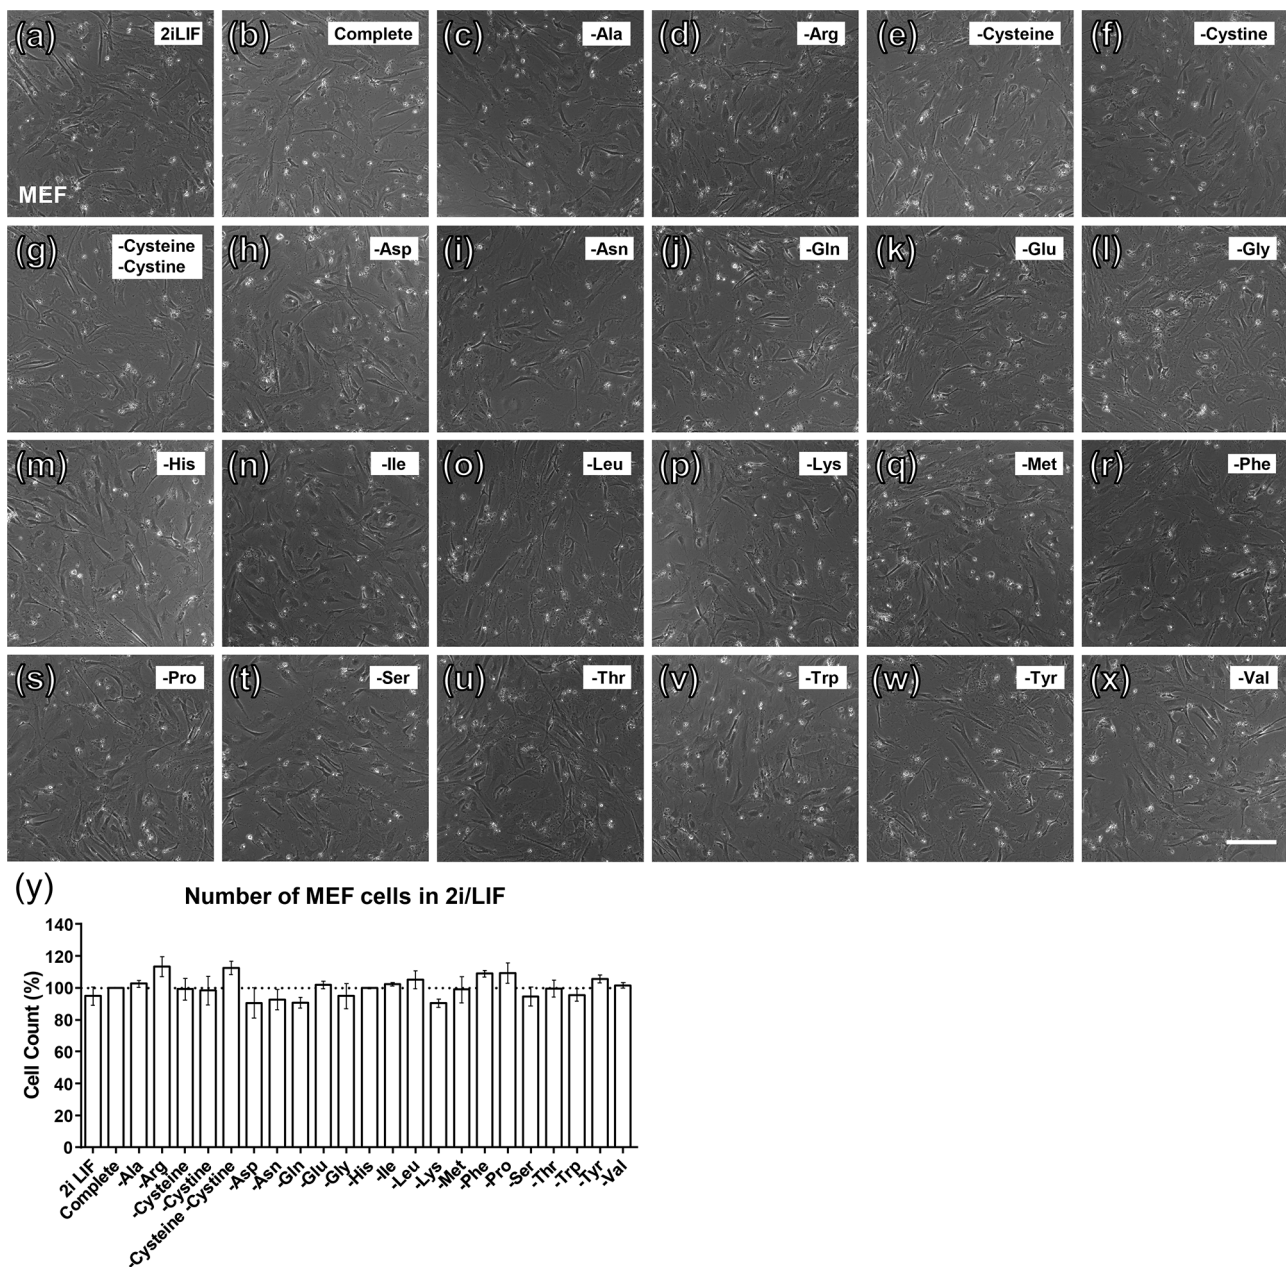 (a) 2iLIF (b) Complete (c) -Ala (d) -Arg (e) -Cysteine (f) -Cystine
MEF
(g) -Cysteine (h) -Asp (i) -Asn (j) -Gln (k) -Glu (l) -Gly
-Cystine
(m) -His (n) -Ile (o) -Leu (p) -Lys (q) -Met (r) -Phe
(s) -Pro (t) -Ser (u) -Thr (v) -Trp (w) -Tyr (x) -Val
(y)
Number of MEF cells in 2i/LIF
Cell Count (%)
140
120
100
80
60
40
20
0
2i LIF
Complete
-Ala
-Arg
-Cysteine
-Cystine
-Cysteine -Cystine
-Asp
-Asn
-Gln
-Glu
-Gly
-His
-Ile
-Leu
-Lys
-Met
-Phe
-Pro
-Ser
-Thr
-Trp
-Tyr
-Val